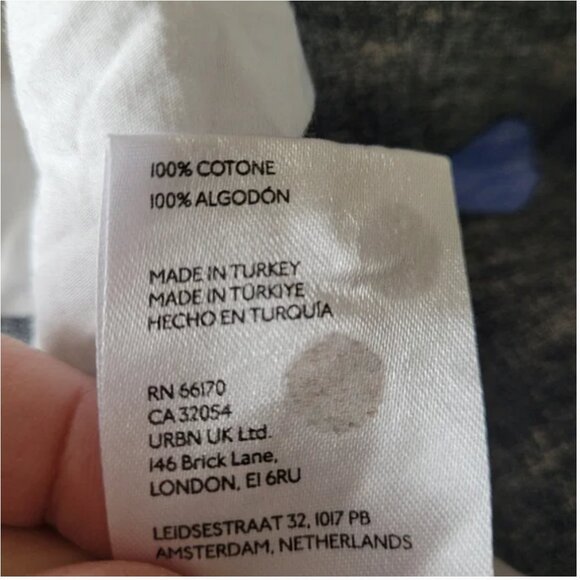 100% COTONE
100% ALGODÓN
MADE IN TURKEY
MADE IN TÜRKIYE
HECHO EN TURQUÍA
RN 66170
CA 32054
URBN UK Ltd.
146 Brick Lane,
LONDON, E1 6RU
LEIDSESTRAAT 32, 1017 PB
AMSTERDAM, NETHERLANDS